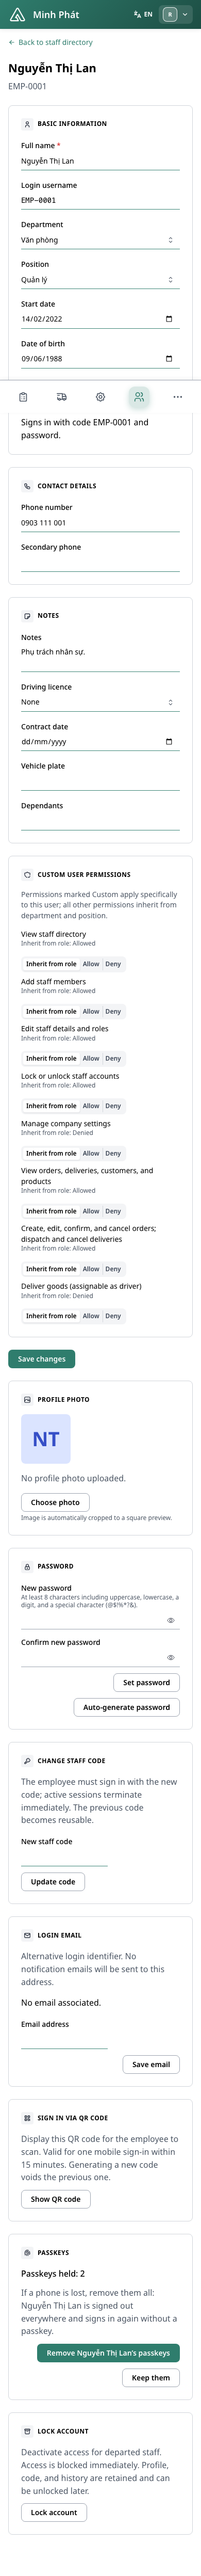 Minh Phát
EN
R
Back to staff directory
Nguyễn Thị Lan
EMP-0001
BASIC INFORMATION
Full name *
Nguyễn Thị Lan
Login username
EMP-0001
Department
Văn phòng
Position
Quản lý
Start date
14/02/2022
Date of birth
09/06/1988
Signs in with code EMP-0001 and
password.
CONTACT DETAILS
Phone number
0903 111 001
Secondary phone
NOTES
Notes
Phụ trách nhân sự.
Driving licence
None
Contract date
dd/mm/yyyy
Vehicle plate
Dependants
CUSTOM USER PERMISSIONS
Permissions marked Custom apply specifically
to this user; all other permissions inherit from
department and position.
View staff directory
Inherit from role: Allowed
Inherit from role Allow Deny
Add staff members
Inherit from role: Allowed
Inherit from role Allow Deny
Edit staff details and roles
Inherit from role: Allowed
Inherit from role Allow Deny
Lock or unlock staff accounts
Inherit from role: Allowed
Inherit from role Allow Deny
Manage company settings
Inherit from role: Denied
Inherit from role Allow Deny
View orders, deliveries, customers, and
products
Inherit from role: Allowed
Inherit from role Allow Deny
Create, edit, confirm, and cancel orders;
dispatch and cancel deliveries
Inherit from role: Allowed
Inherit from role Allow Deny
Deliver goods (assignable as driver)
Inherit from role: Denied
Inherit from role Allow Deny
Save changes
PROFILE PHOTO
NT
No profile photo uploaded.
Choose photo
Image is automatically cropped to a square preview.
PASSWORD
New password
At least 8 characters including uppercase, lowercase, a
digit, and a special character (@$!%*?&).
Confirm new password
Set password
Auto-generate password
CHANGE STAFF CODE
The employee must sign in with the new
code; active sessions terminate
immediately. The previous code
becomes reusable.
New staff code
Update code
LOGIN EMAIL
Alternative login identifier. No
notification emails will be sent to this
address.
No email associated.
Email address
Save email
SIGN IN VIA QR CODE
Display this QR code for the employee to
scan. Valid for one mobile sign-in within
15 minutes. Generating a new code
voids the previous one.
Show QR code
PASSKEYS
Passkeys held: 2
If a phone is lost, remove them all:
Nguyễn Thị Lan is signed out
everywhere and signs in again without a
passkey.
Remove Nguyễn Thị Lan's passkeys
Keep them
LOCK ACCOUNT
Deactivate access for departed staff.
Access is blocked immediately. Profile,
code, and history are retained and can
be unlocked later.
Lock account